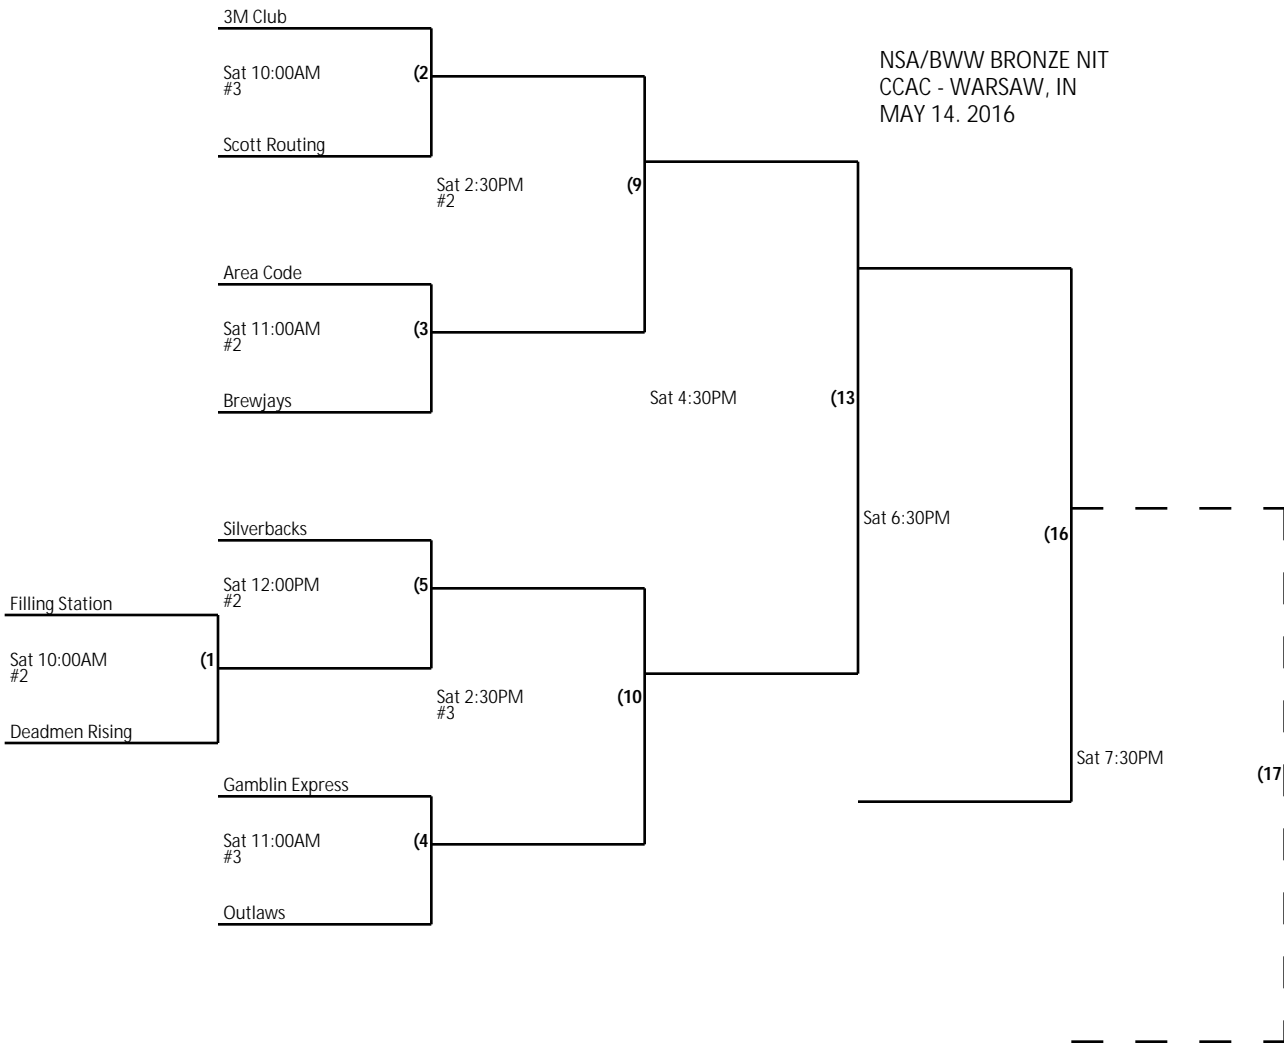 3M Club
Sat 10:00AM
(2
#3
Scott Routing
NSA/BWW BRONZE NIT
CCAC - WARSAW, IN
MAY 14. 2016
Sat 2:30PM
(9
#2
Area Code
Sat 11:00AM
(3
#2
Brewjays
Sat 4:30PM
(13
Silverbacks
Sat 12:00PM
(5
#2
Sat 6:30PM
(16
Filling Station
Sat 10:00AM
(1
#2
Deadmen Rising
Sat 2:30PM
(10
#3
Gamblin Express
Sat 11:00AM
(4
#3
Outlaws
Sat 7:30PM
(17